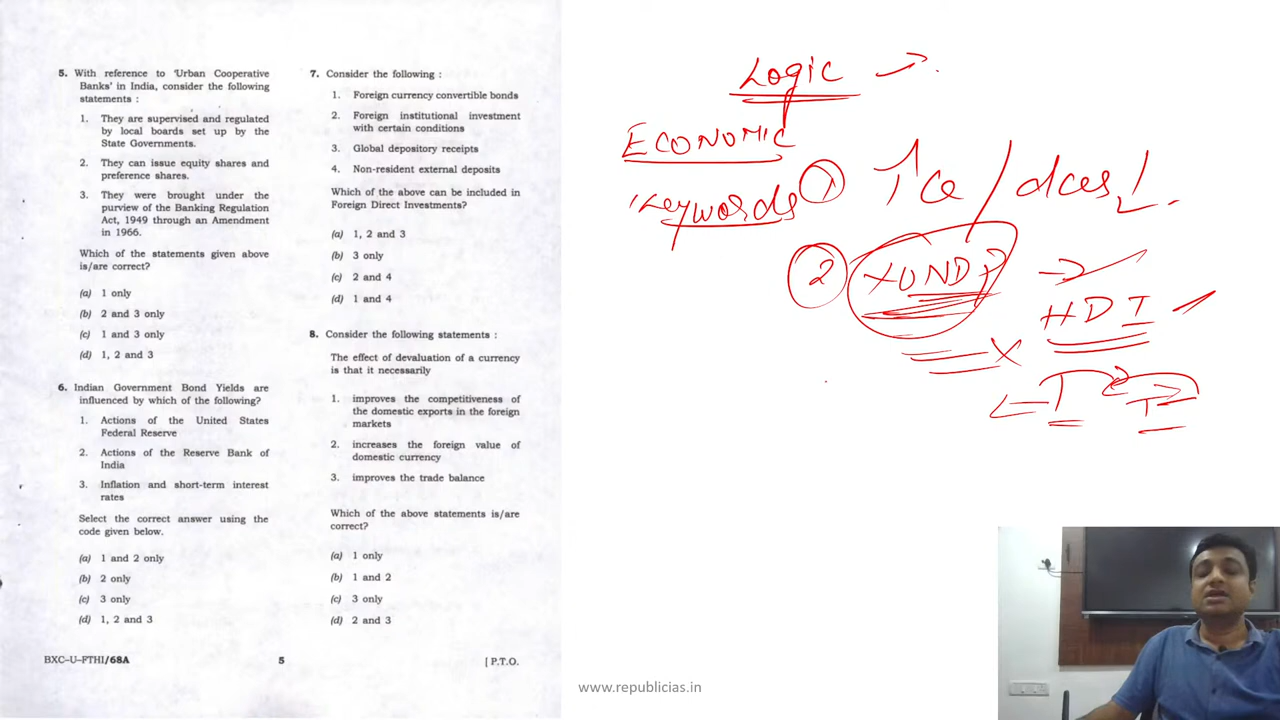 5. With reference to 'Urban Cooperative
Banks' in India, consider the following
statements :
1. They are supervised and regulated
by local boards set up by the
State Governments.
2. They can issue equity shares and
preference shares.
3. They were brought under the
purview of the Banking Regulation
Act, 1949 through an Amendment
in 1966.
Which of the statements given above
is/are correct?
(a) 1 only
(b) 2 and 3 only
(c) 1 and 3 only
(d) 1, 2 and 3
6. Indian Government Bond Yields are
influenced by which of the following?
1. Actions of the United States
Federal Reserve
2. Actions of the Reserve Bank of
India
3. Inflation and short-term interest
rates
Select the correct answer using the
code given below.
(a) 1 and 2 only
(b) 2 only
(c) 3 only
(d) 1, 2 and 3
BXC-U-FTHI/68A
7. Consider the following :
1. Foreign currency convertible bonds
2. Foreign institutional investment
with certain conditions
3. Global depository receipts
4. Non-resident external deposits
Which of the above can be included in
Foreign Direct Investments?
(a) 1, 2 and 3
(b) 3 only
(c) 2 and 4
(d) 1 and 4
8. Consider the following statements :
The effect of devaluation of a currency
is that it necessarily
1. improves the competitiveness of
the domestic exports in the foreign
markets
2. increases the foreign value of
domestic currency
3. improves the trade balance
Which of the above statements is/are
correct?
(a) 1 only
(b) 1 and 2
(c) 3 only
(d) 2 and 3
5
[ P.T.O.
Logic
ECONOMIC
Keywords
1
ce / dces
2
UNDP
HDI
www.republicias.in